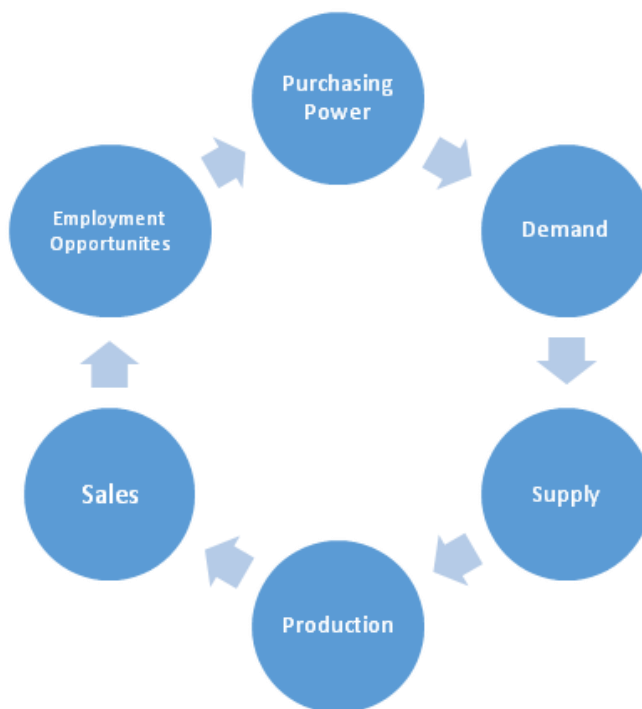 Purchasing
Power
Demand
Supply
Production
Sales
Employment
Opportunites